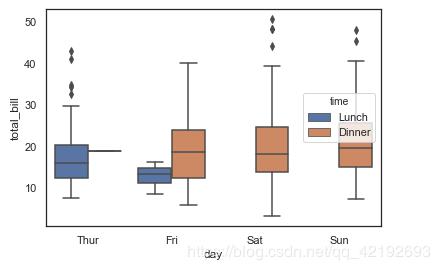 50
40
30
20
10
total_bill
time
Lunch
Dinner
Thur Fri Sat Sun
day
https://blog.csdn.net/qq_42192693